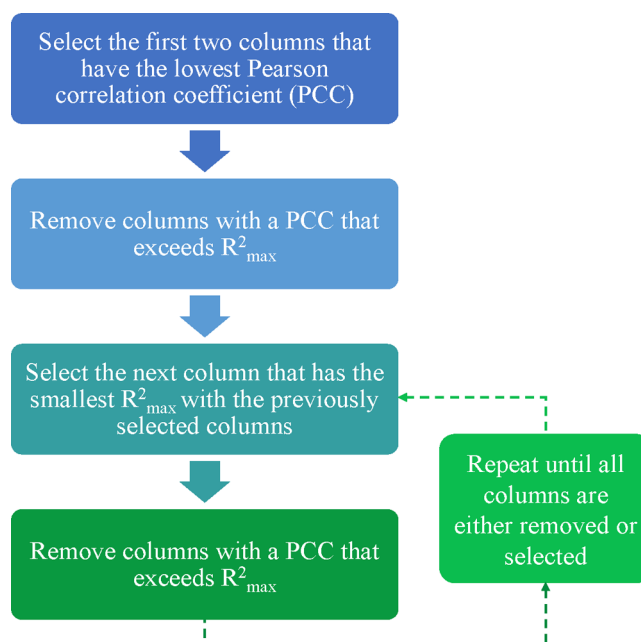 Select the first two columns that
have the lowest Pearson
correlation coefficient (PCC)
Remove columns with a PCC that
exceeds R²max
Select the next column that has the
smallest R²max with the previously
selected columns
Remove columns with a PCC that
exceeds R²max
Repeat until all
columns are
either removed or
selected